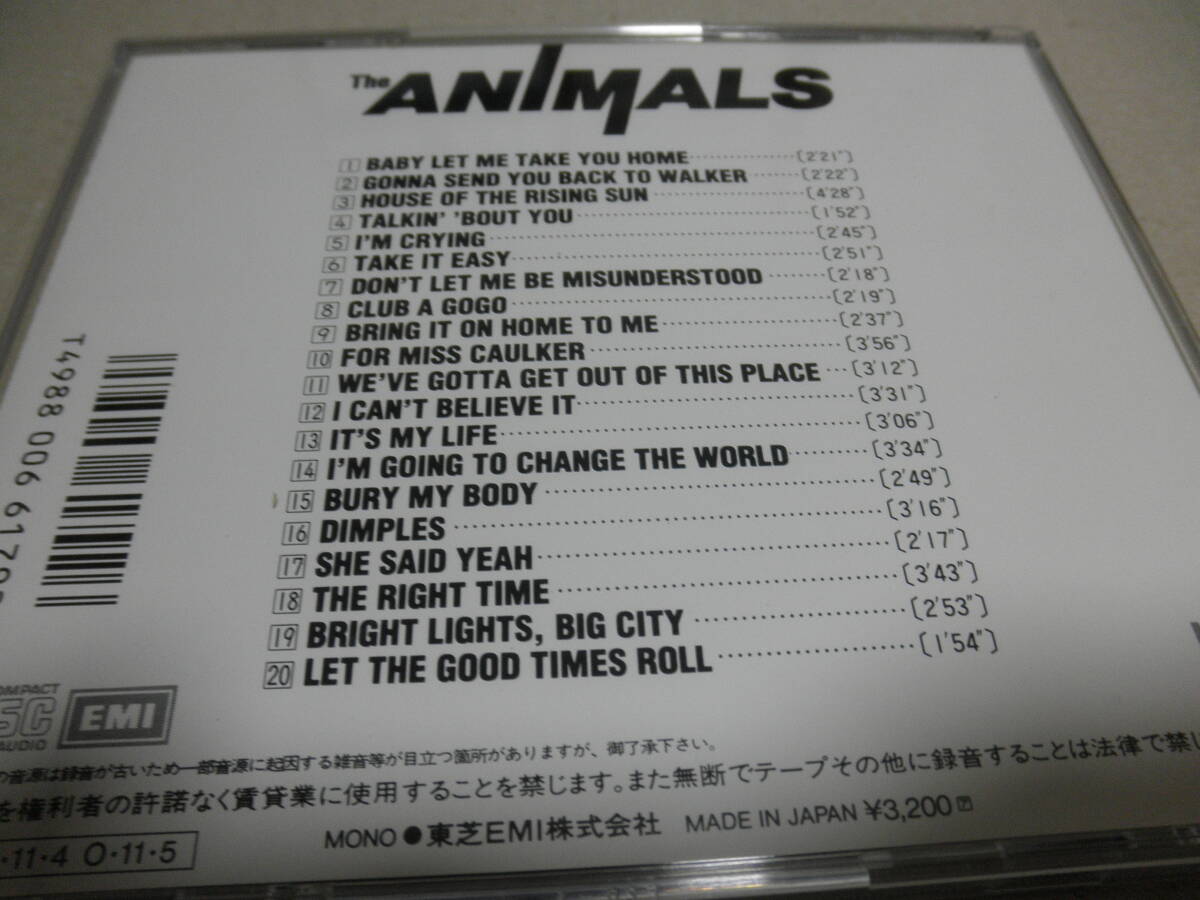 The ANIMALS
1 BABY LET ME TAKE YOU HOME (2'21")
2 GONNA SEND YOU BACK TO WALKER (2'22")
3 HOUSE OF THE RISING SUN (4'28")
4 TALKIN' 'BOUT YOU (1'52")
5 I'M CRYING (2'45")
6 TAKE IT EASY (2'51")
7 DON'T LET ME BE MISUNDERSTOOD (2'18")
8 CLUB A GOGO (2'19")
9 BRING IT ON HOME TO ME (2'37")
10 FOR MISS CAULKER (3'56")
11 WE'VE GOTTA GET OUT OF THIS PLACE (3'12")
12 I CAN'T BELIEVE IT (3'31")
13 IT'S MY LIFE (3'06")
14 I'M GOING TO CHANGE THE WORLD (3'34")
15 BURY MY BODY (2'49")
16 DIMPLES (3'16")
17 SHE SAID YEAH (2'17")
18 THE RIGHT TIME (3'43")
19 BRIGHT LIGHTS, BIG CITY (2'53")
20 LET THE GOOD TIMES ROLL (1'54")
T4988 006 617
EMI
AUDIO
の音源は録音が古いため一部音源に起因する雑音等が目立つ箇所がありますが、御了承下さい。
を権利者の許諾なく賃貸業に使用することを禁じます。また無断でテープその他に録音することは法律で禁じ
MONO ● 東芝EMI株式会社 MADE IN JAPAN ¥3,200
·11·4 O·11·5